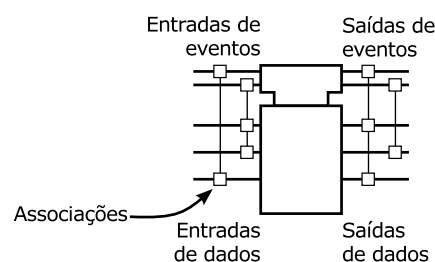 Entradas de
eventos
Saídas de
eventos
Associações
Entradas
de dados
Saídas
de dados